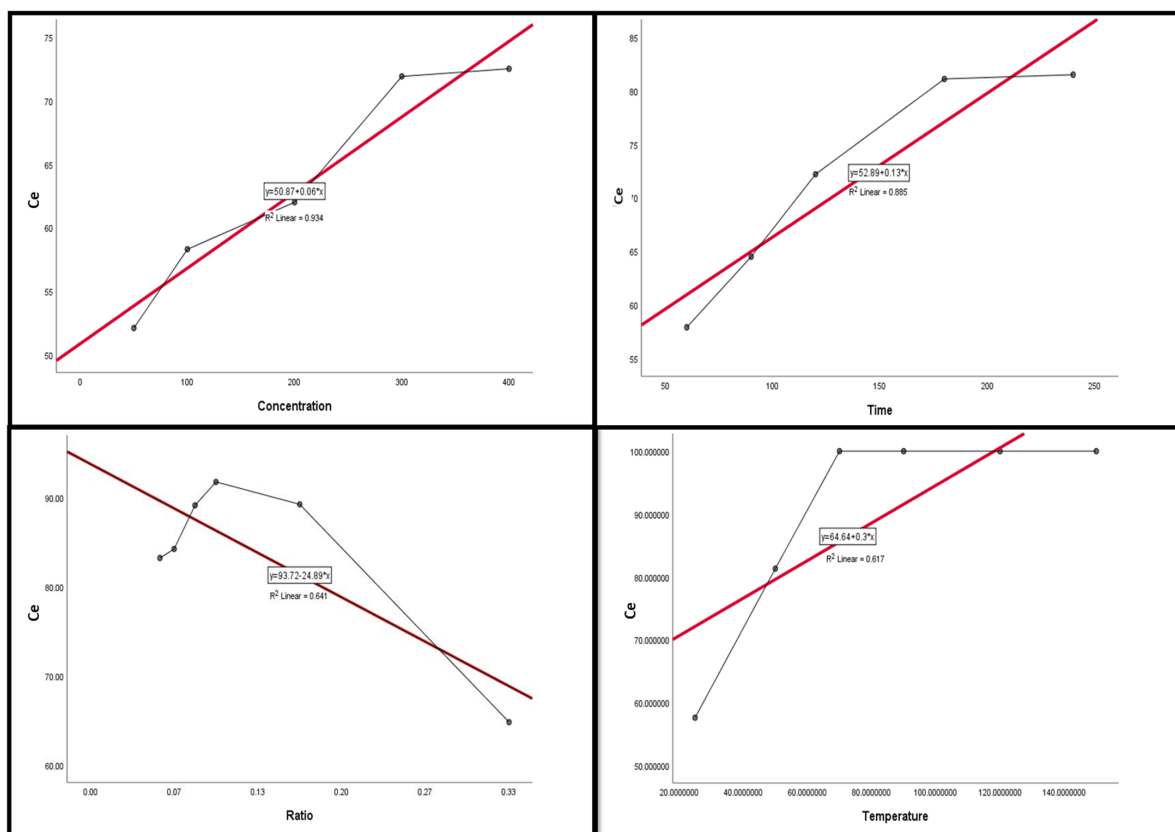 75
70
65
60
55
50
Ce
y=50.87+0.06*x
R² Linear = 0.934
0 100 200 300 400
Concentration
85
80
'70
65
60
55
Ce
y=52.89+0.13*x
R² Linear = 0.885
50 100 150 200 250
Time
90.00
80.00
70.00
60.00
Ce
y=93.72-24.89*x
R² Linear = 0.641
0.00 0.07 0.13 0.20 0.27 0.33
Ratio
100.000000
90.000000
80.000000
70.000000
60.000000
50.000000
Ce
y=64.64+0.3*x
R² Linear = 0.617
20.0000000 40.0000000 60.0000000 80.0000000 100.0000000 120.0000000 140.0000000
Temperature